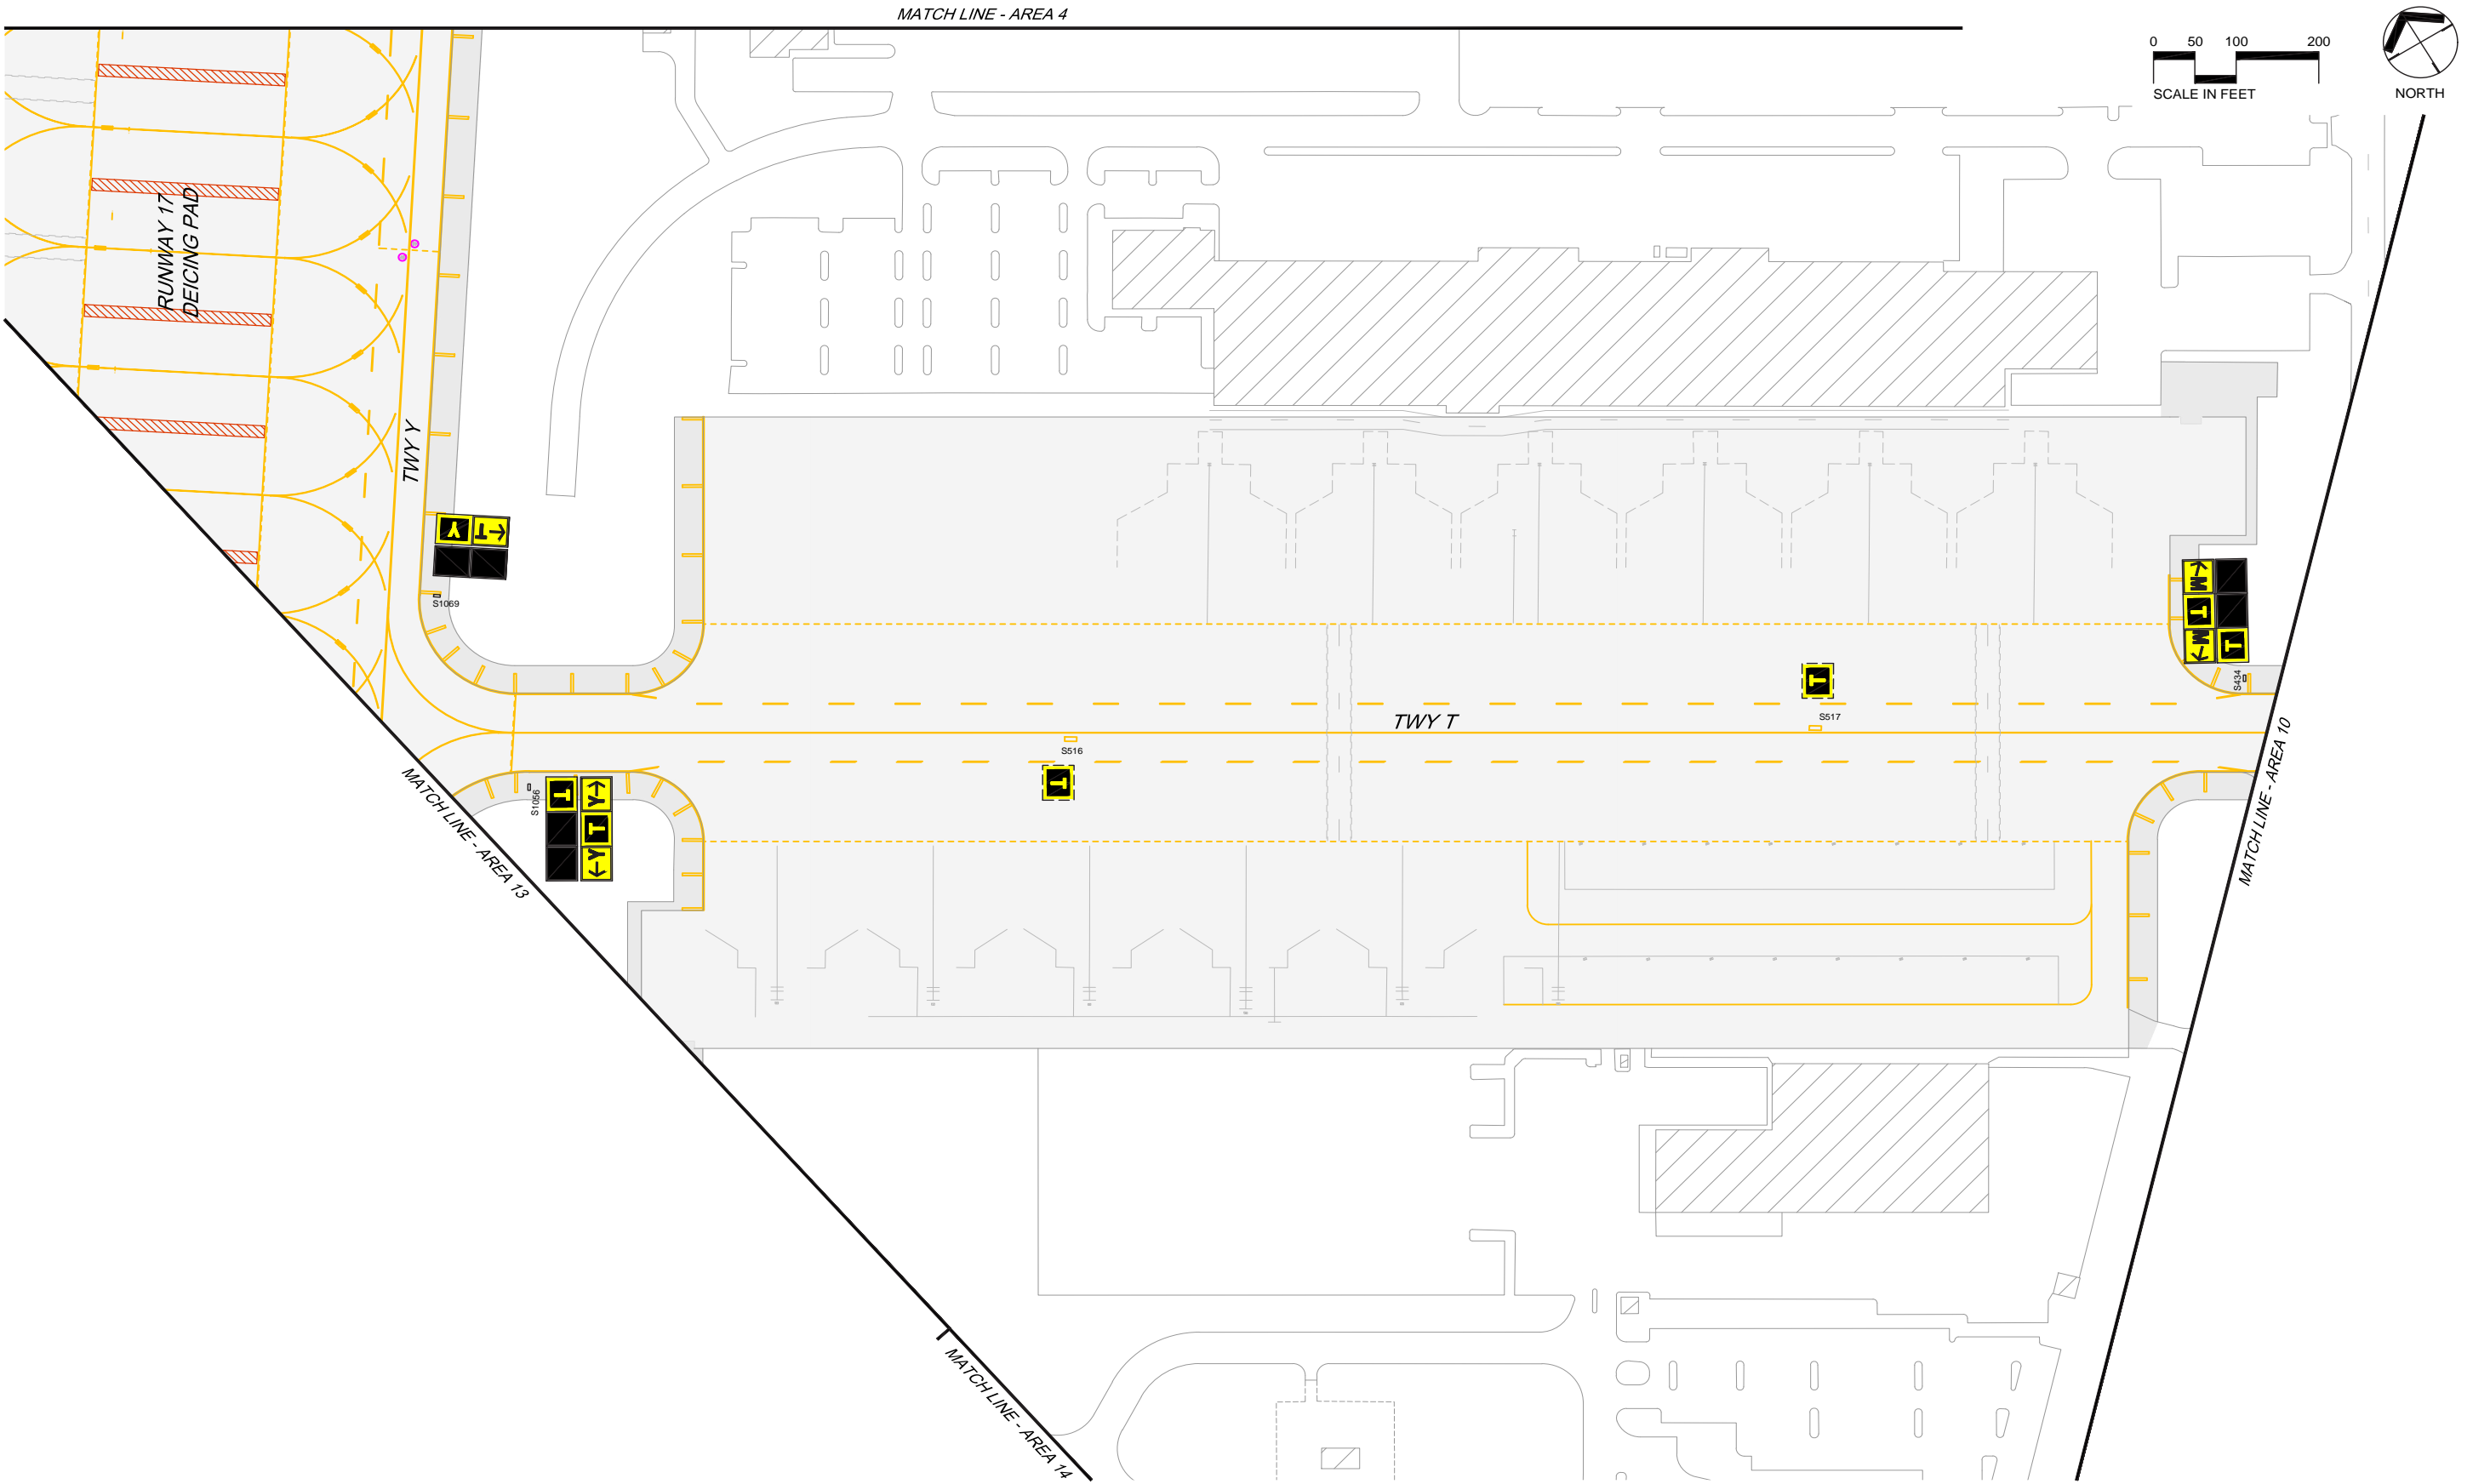 MATCH LINE - AREA 4
0 50 100 200
SCALE IN FEET
NORTH
RUNWAY 17
DEICING PAD
TWY Y
Y T→
S1069
←M T M→
T
S434
T
S517
TWY T
S516
T
S1056
T
←Y T Y→
MATCH LINE - AREA 13
MATCH LINE - AREA 10
MATCH LINE - AREA 14